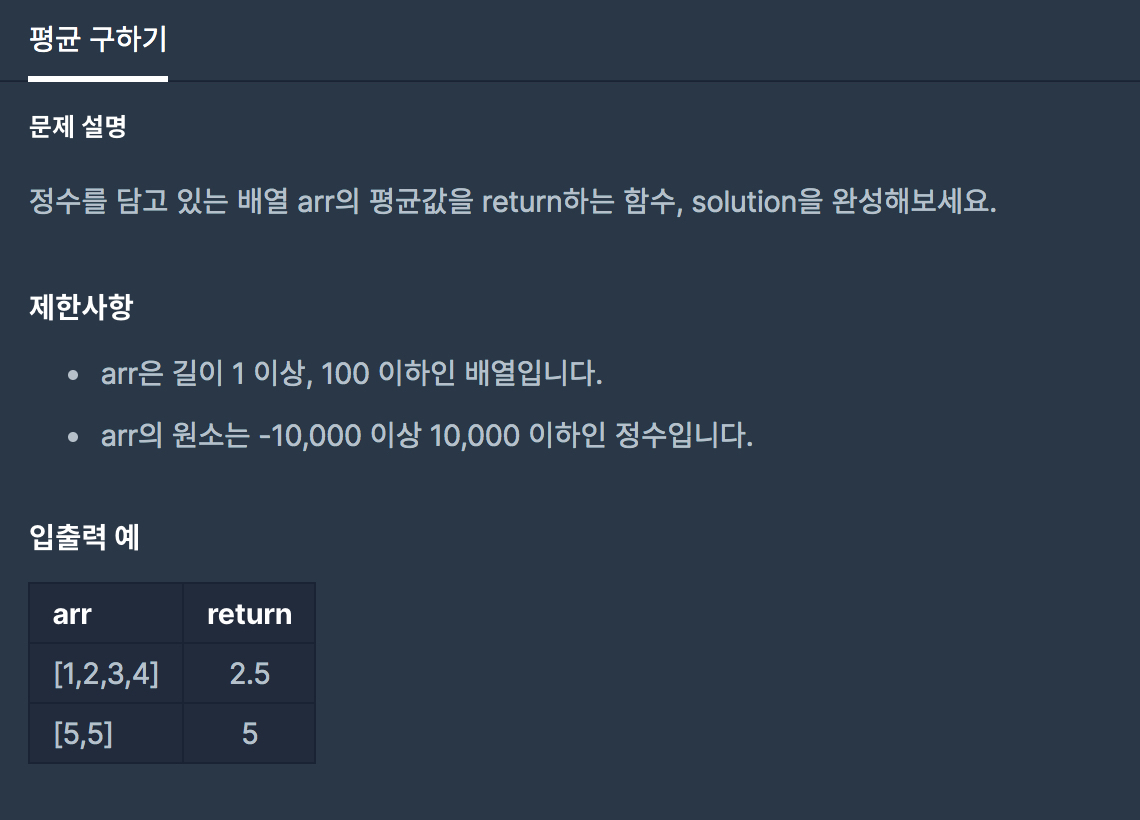 평균 구하기
문제 설명
정수를 담고 있는 배열 arr의 평균값을 return하는 함수, solution을 완성해보세요.
제한사항
arr은 길이 1 이상, 100 이하인 배열입니다.
arr의 원소는 -10,000 이상 10,000 이하인 정수입니다.
입출력 예
arr return
[1,2,3,4] 2.5
[5,5] 5